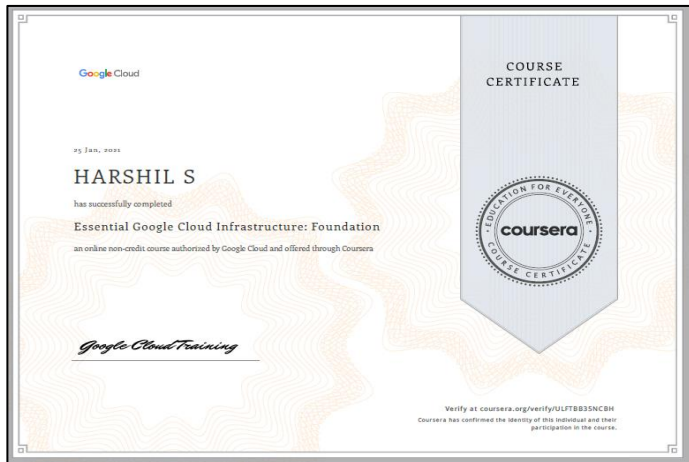 Google Cloud
COURSE
CERTIFICATE
25 Jan, 2021
HARSHIL S
has successfully completed
Essential Google Cloud Infrastructure: Foundation
an online non-credit course authorized by Google Cloud and offered through Coursera
EDUCATION FOR EVERYONE
coursera
COURSE CERTIFICATE
Google Cloud Training
Verify at coursera.org/verify/ULFTBB35NCBH
Coursera has confirmed the identity of this individual and their
participation in the course.